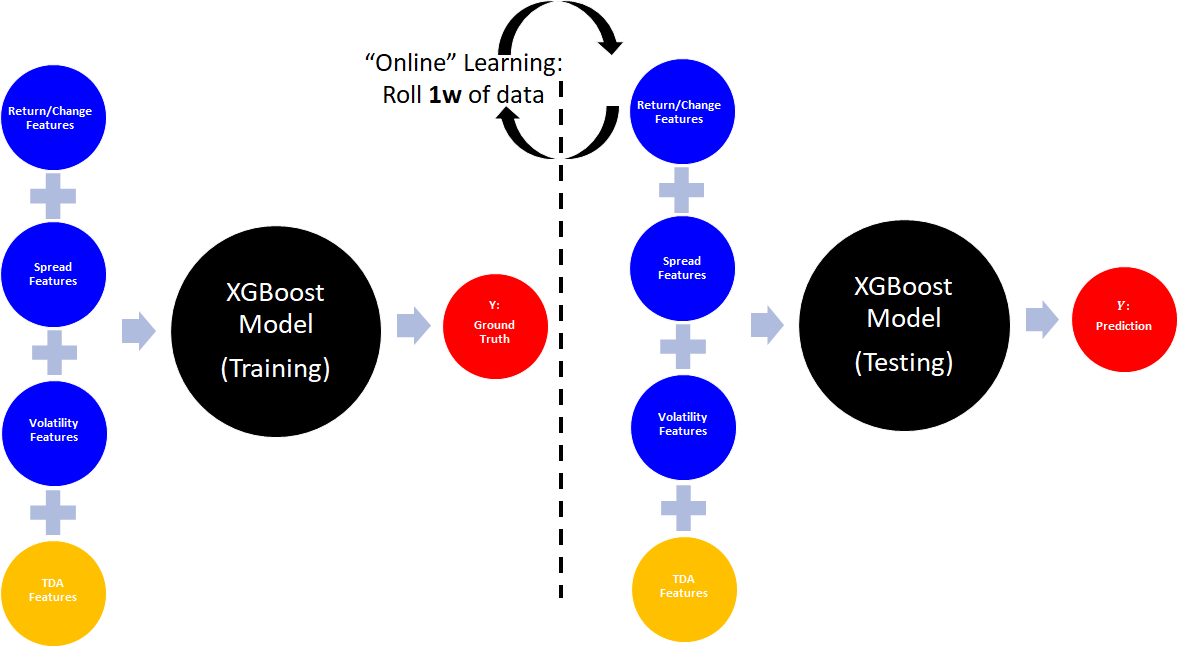 “Online” Learning:
Roll 1w of data
Return/Change
Features
Spread
Features
Volatility
Features
TDA
Features
XGBoost
Model
(Training)
Y:
Ground
Truth
Return/Change
Features
Spread
Features
Volatility
Features
TDA
Features
XGBoost
Model
(Testing)
Y:
Prediction